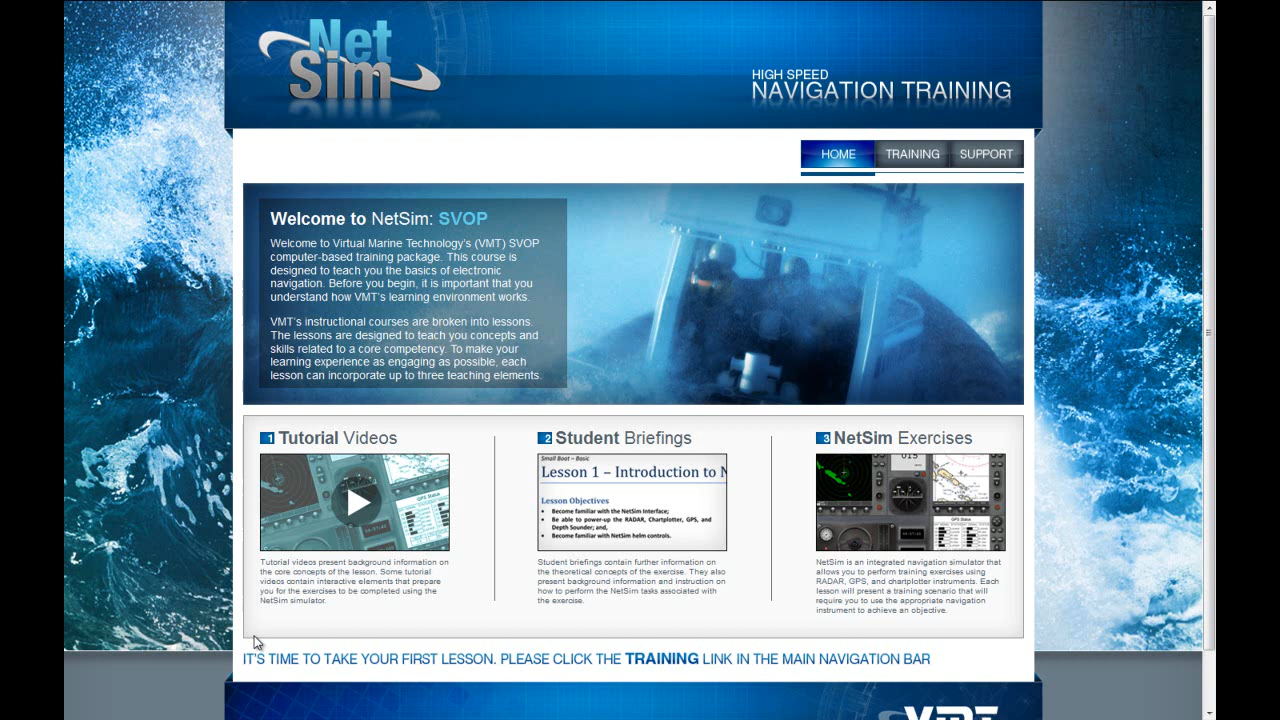 Net
Sim
HIGH SPEED
NAVIGATION TRAINING
HOME TRAINING SUPPORT
Welcome to NetSim: SVOP
Welcome to Virtual Marine Technology's (VMT) SVOP
computer-based training package. This course is
designed to teach you the basics of electronic
navigation. Before you begin, it is important that you
understand how VMT's learning environment works.
VMT's instructional courses are broken into lessons.
The lessons are designed to teach you concepts and
skills related to a core competency. To make your
learning experience as engaging as possible, each
lesson can incorporate up to three teaching elements.
1 Tutorial Videos
GPS Status
Tutorial videos present background information on
the core concepts of the lesson. Some tutorial
videos contain interactive elements that prepare
you for the exercises to be completed using the
NetSim simulator.
2 Student Briefings
Small Boat – Basic
Lesson 1 – Introduction to N
Lesson Objectives
• Become familiar with the NetSim Interface;
• Be able to power-up the RADAR, Chartplotter, GPS, and
Depth Sounder; and,
• Become familiar with NetSim helm controls.
Student briefings contain further information on
the theoretical concepts of the exercise. They also
present background information and instruction on
how to perform the NetSim tasks associated with
the exercise.
3 NetSim Exercises
015
GPS Status
NetSim is an integrated navigation simulator that
allows you to perform training exercises using
RADAR, GPS, and chartplotter instruments. Each
lesson will present a training scenario that will
require you to use the appropriate navigation
instrument to achieve an objective.
IT'S TIME TO TAKE YOUR FIRST LESSON. PLEASE CLICK THE TRAINING LINK IN THE MAIN NAVIGATION BAR
VMT